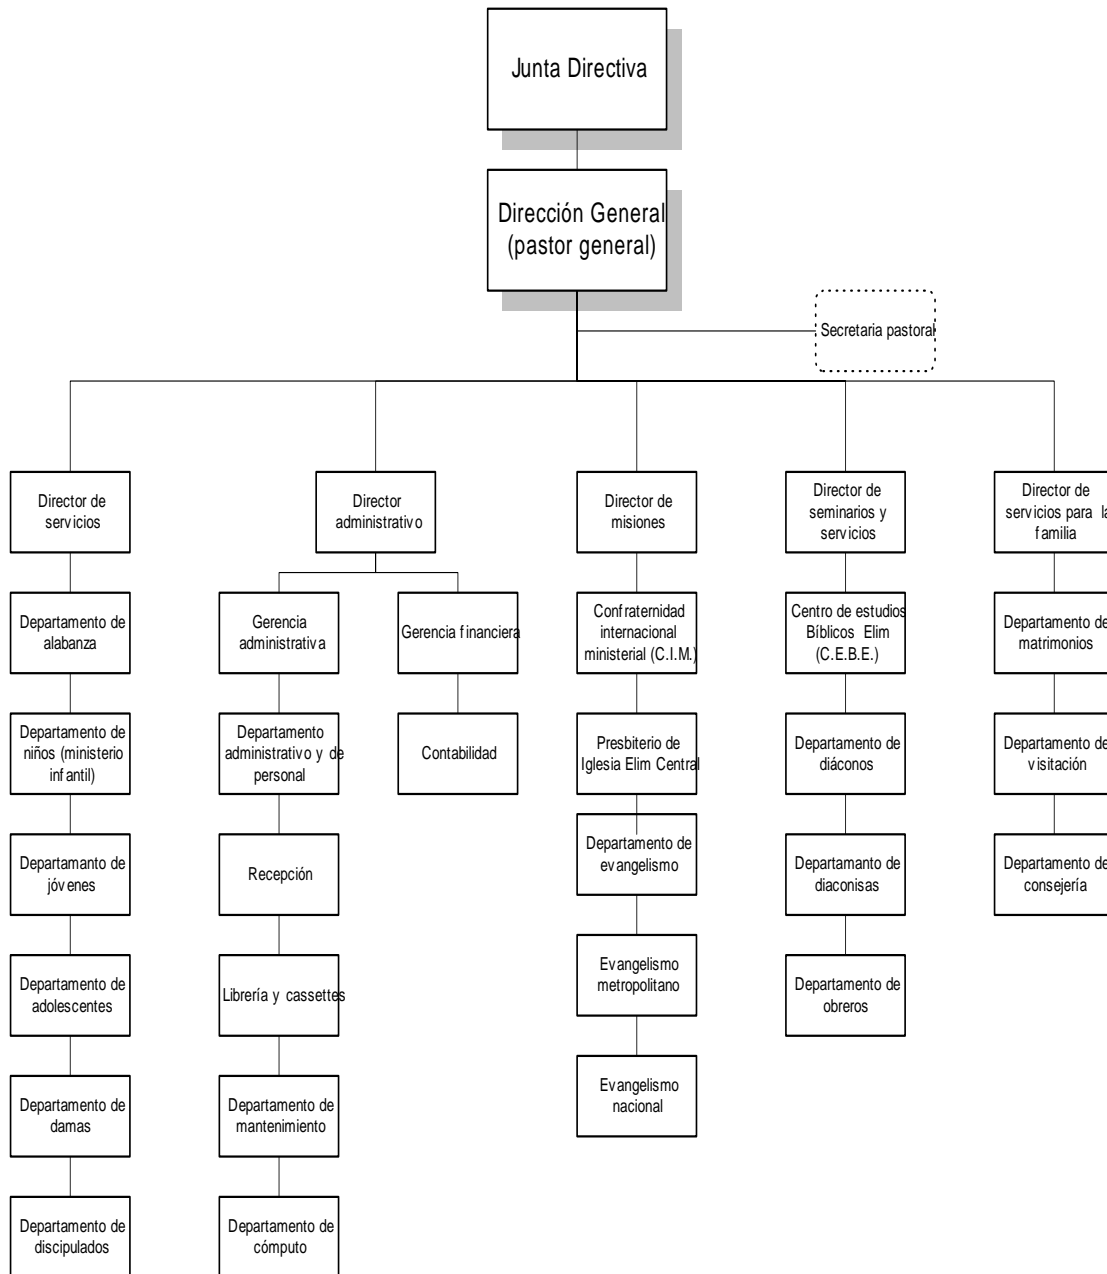 Junta Directiva
Dirección General
(pastor general)
Secretaria pastoral
Director de
servicios
Director
administrativo
Director de
misiones
Director de
seminarios y
servicios
Director de
servicios para la
familia
Departamento de
alabanza
Gerencia
administrativa
Gerencia financiera
Confraternidad
internacional
ministerial (C.I.M.)
Centro de estudios
Bíblicos Elim
(C.E.B.E.)
Departamento de
matrimonios
Departamento de
niños (ministerio
infantil)
Departamento
administrativo y de
personal
Contabilidad
Presbiterio de
Iglesia Elim Central
Departamento de
diáconos
Departamento de
visitación
Departamanto de
jóvenes
Recepción
Departamento de
evangelismo
Departamanto de
diaconisas
Departamento de
consejería
Departamento de
adolescentes
Librería y cassettes
Evangelismo
metropolitano
Departamento de
obreros
Departamento de
damas
Departamento de
mantenimiento
Evangelismo
nacional
Departamento de
discipulados
Departamento de
cómputo